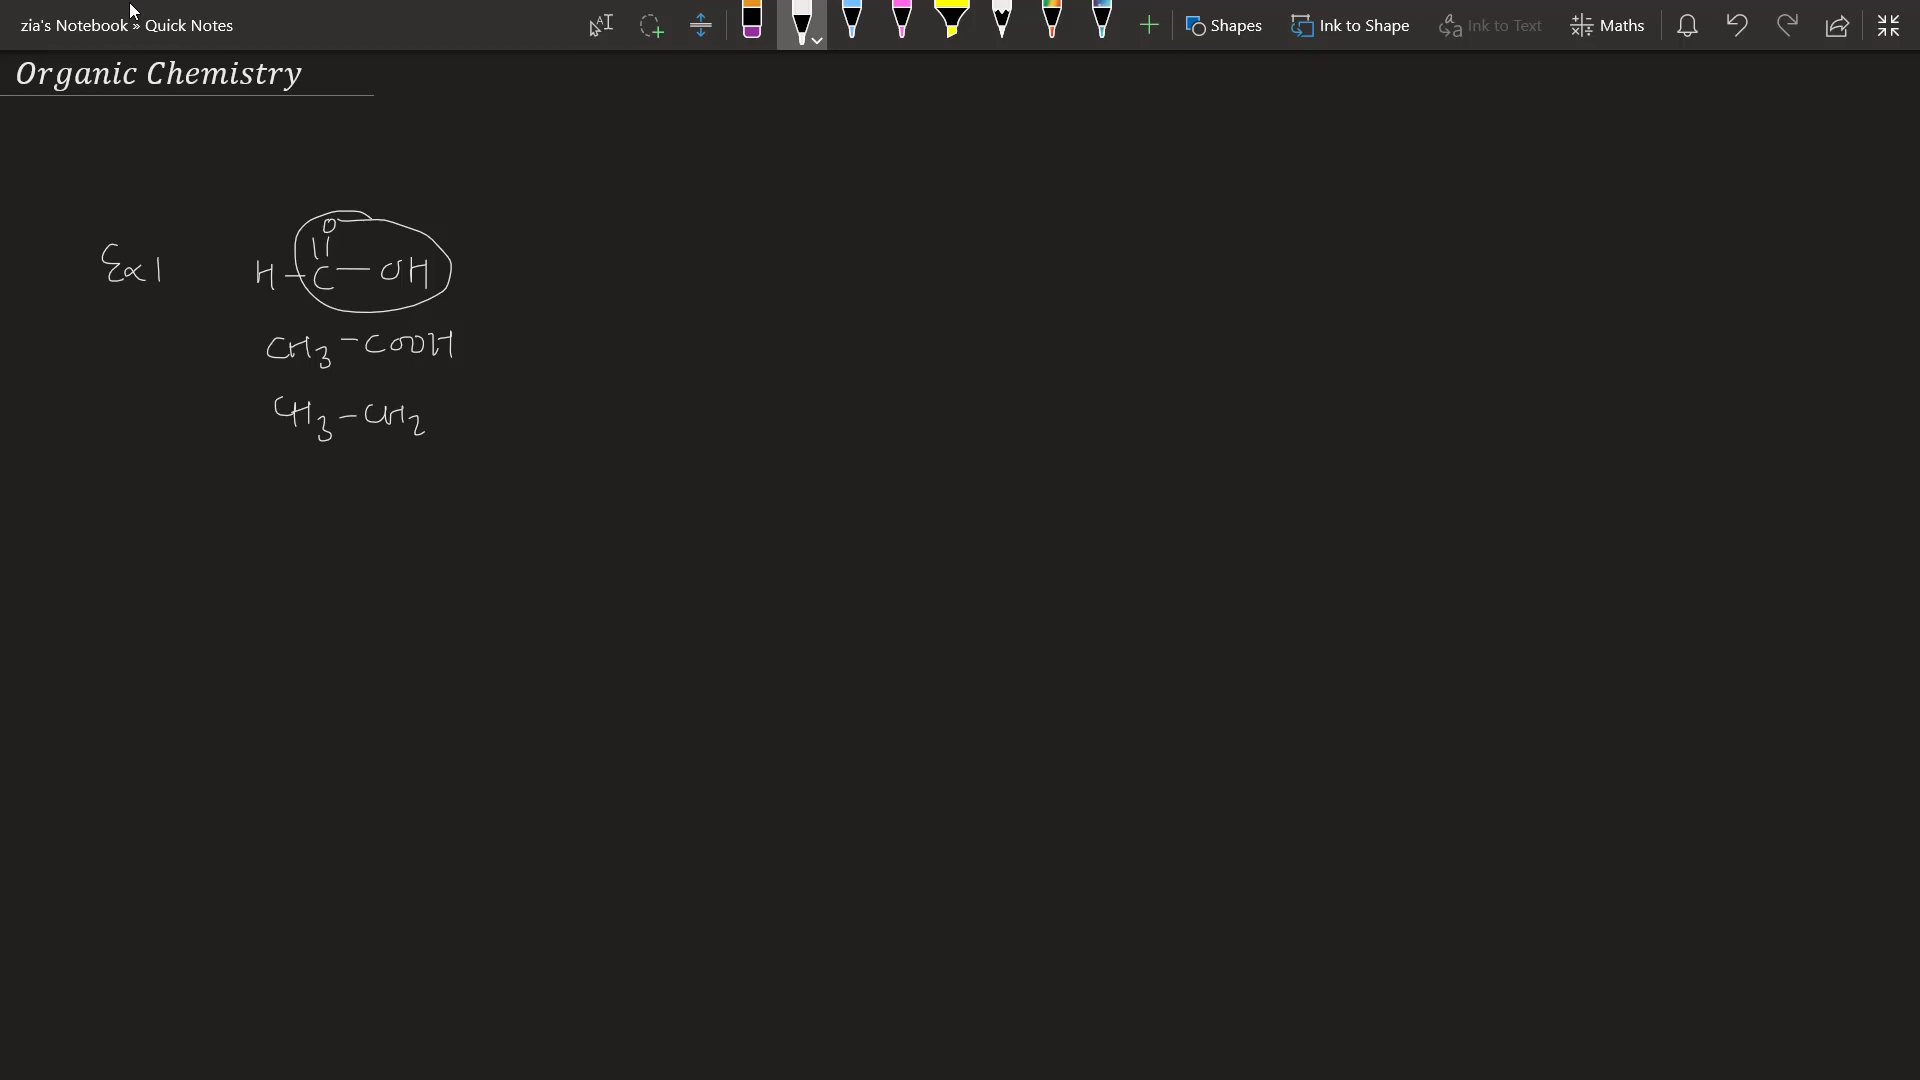 zia's Notebook » Quick Notes
Shapes
Ink to Shape
Ink to Text
Maths
Organic Chemistry
O
||
Ex 1 H - C — OH
CH3 - COOH
CH3 - CH2